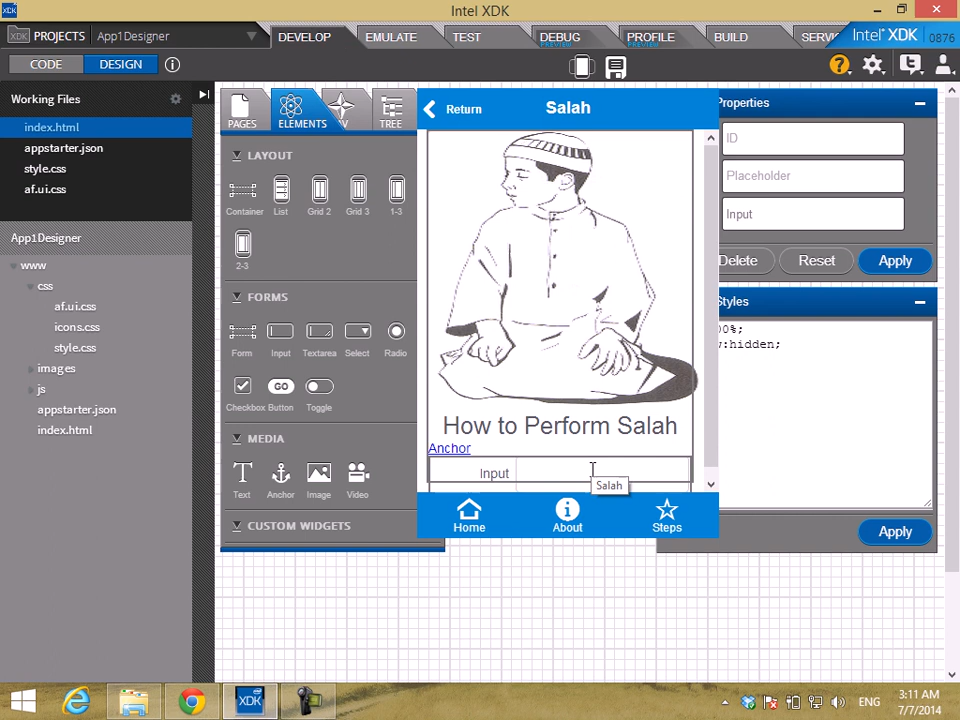 Intel XDK
XDK PROJECTS App1Designer
DEVELOP
EMULATE
TEST
DEBUG
PREVIEW
PROFILE
PREVIEW
BUILD
Intel XDK 0876
CODE
DESIGN
Working Files
index.html
appstarter.json
style.css
af.ui.css
App1Designer
www
css
af.ui.css
icons.css
style.css
images
js
appstarter.json
index.html
PAGES
ELEMENTS
TREE
LAYOUT
Container List Grid 2 Grid 3 1-3
2-3
FORMS
Form Input Textarea Select Radio
GO
Checkbox Button Toggle
MEDIA
Text Anchor Image Video
CUSTOM WIDGETS
Return
Salah
How to Perform Salah
Anchor
Input
Salah
Home About Steps
Properties
ID
Placeholder
Input
Delete Reset Apply
Styles
00%;
w:hidden;
Apply
XDK
ENG
3:11 AM
7/7/2014